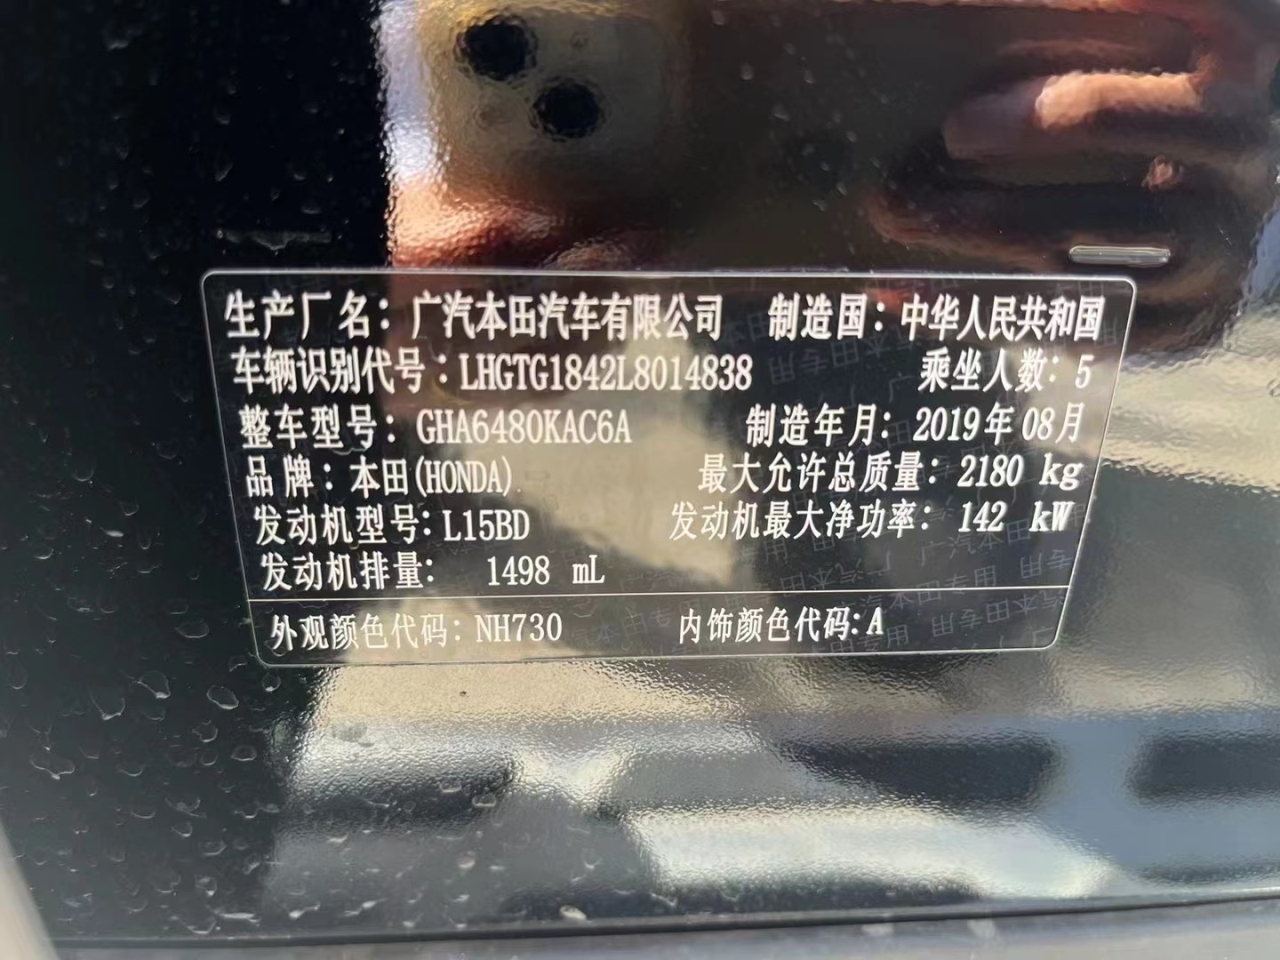 生产厂名：广汽本田汽车有限公司 制造国：中华人民共和国
车辆识别代号：LHGTG1842L8014838 乘坐人数：5
整车型号：GHA6480KAC6A 制造年月：2019年08月
品牌：本田(HONDA) 最大允许总质量：2180 kg
发动机型号：L15BD 发动机最大净功率：142 kW
发动机排量： 1498 mL
外观颜色代码：NH730 内饰颜色代码：A